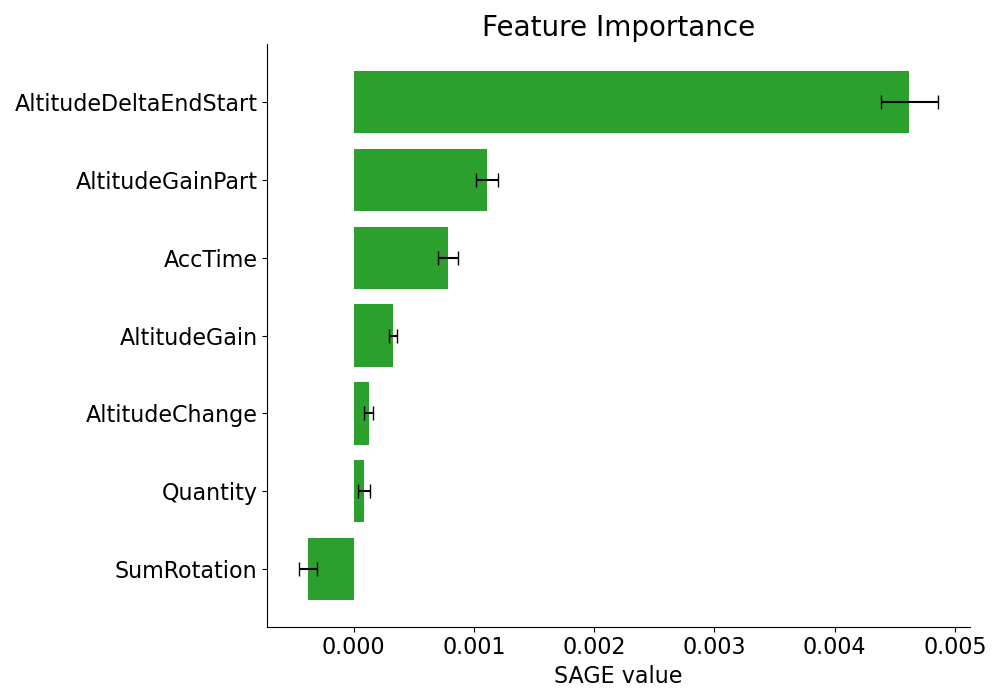 Feature Importance
AltitudeDeltaEndStart
AltitudeGainPart
AccTime
AltitudeGain
AltitudeChange
Quantity
SumRotation
0.000 0.001 0.002 0.003 0.004 0.005
SAGE value